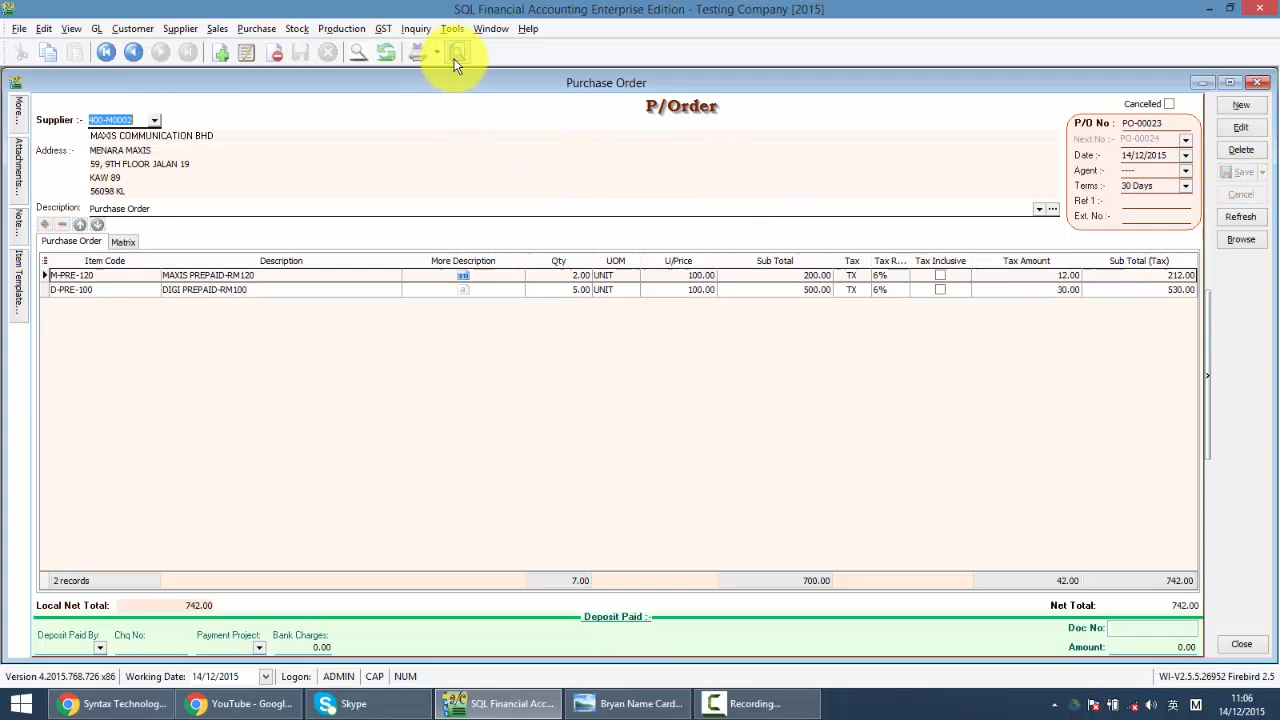 SQL Financial Accounting Enterprise Edition - Testing Company [2015]
File Edit View GL Customer Supplier Sales Purchase Stock Production GST Inquiry Tools Window Help
Purchase Order
P/Order
Cancelled
New
Edit
Delete
Save
Cancel
Refresh
Browse
More...
Attachments...
Note...
Item Template...
Supplier :- 400-M0002
MAXIS COMMUNICATION BHD
Address :- MENARA MAXIS
59, 9TH FLOOR JALAN 19
KAW 89
56098 KL
Description: Purchase Order
P/O No : PO-00023
Next No :- PO-00024
Date :- 14/12/2015
Agent :- ----
Terms :- 30 Days
Ref 1 :-
Ext. No :-
Purchase Order Matrix
Item Code Description More Description Qty UOM U/Price Sub Total Tax Tax R... Tax Inclusive Tax Amount Sub Total (Tax)
M-PRE-120 MAXIS PREPAID-RM120 2.00 UNIT 100.00 200.00 TX 6% 12.00 212.00
D-PRE-100 DIGI PREPAID-RM100 5.00 UNIT 100.00 500.00 TX 6% 30.00 530.00
2 records 7.00 700.00 42.00 742.00
Local Net Total: 742.00 Net Total: 742.00
Deposit Paid :-
Deposit Paid By: Chq No: Payment Project: Bank Charges: 0.00
Doc No:
Amount: 0.00
Close
Version 4.2015.768.726 x86 Working Date: 14/12/2015 Logon: ADMIN CAP NUM WI-V2.5.5.26952 Firebird 2.5
Syntax Technolog... YouTube - Googl... Skype SQL Financial Acc... Bryan Name Card... Recording... 英 M
11:06
14/12/2015